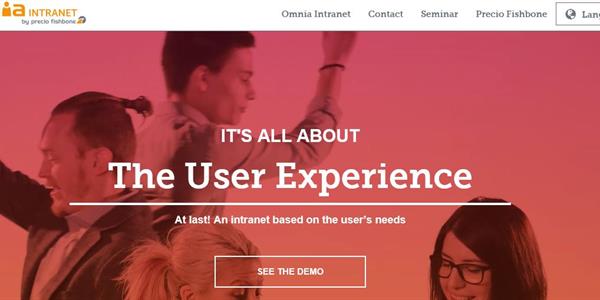 ia INTRANET
by precio fishbone
Omnia Intranet
Contact
Seminar
Precio Fishbone
Lang
IT'S ALL ABOUT
The User Experience
At last! An intranet based on the user's needs
SEE THE DEMO